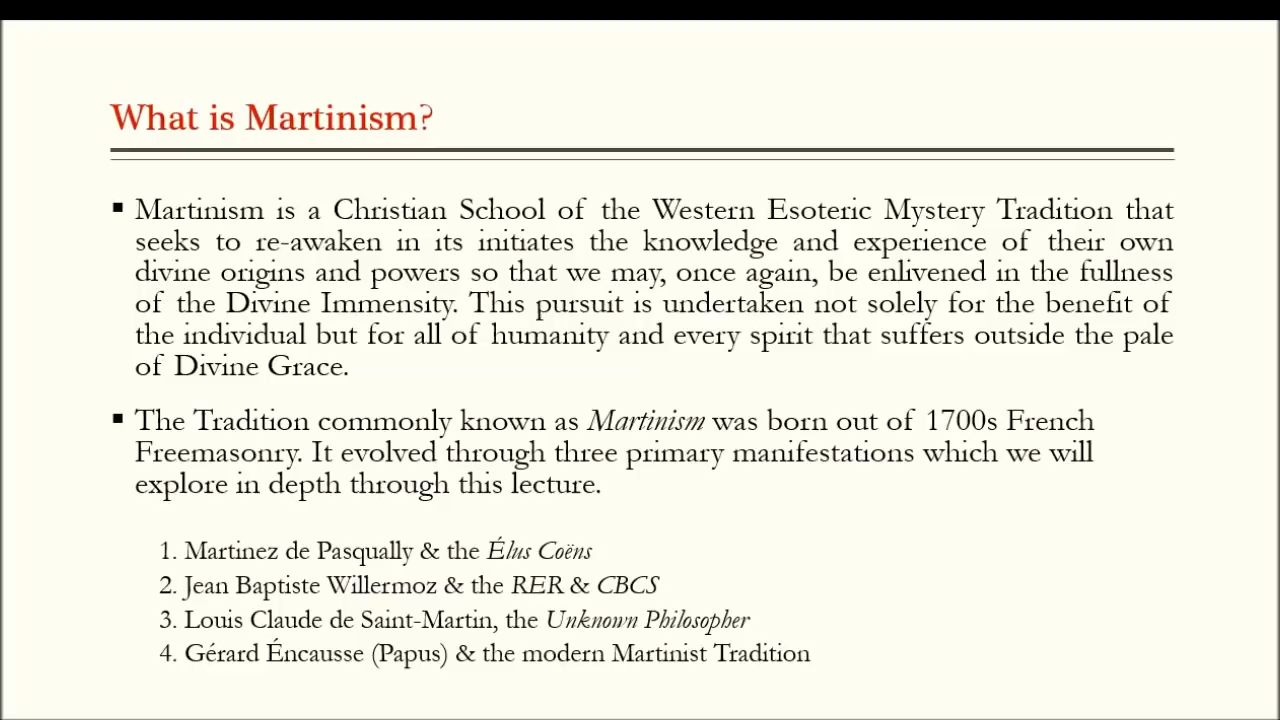 What is Martinism?
▪ Martinism is a Christian School of the Western Esoteric Mystery Tradition that
seeks to re-awaken in its initiates the knowledge and experience of their own
divine origins and powers so that we may, once again, be enlivened in the fullness
of the Divine Immensity. This pursuit is undertaken not solely for the benefit of
the individual but for all of humanity and every spirit that suffers outside the pale
of Divine Grace.
▪ The Tradition commonly known as Martinism was born out of 1700s French
Freemasonry. It evolved through three primary manifestations which we will
explore in depth through this lecture.
1. Martinez de Pasqually & the Élus Coëns
2. Jean Baptiste Willermoz & the RER & CBCS
3. Louis Claude de Saint-Martin, the Unknown Philosopher
4. Gérard Éncausse (Papus) & the modern Martinist Tradition